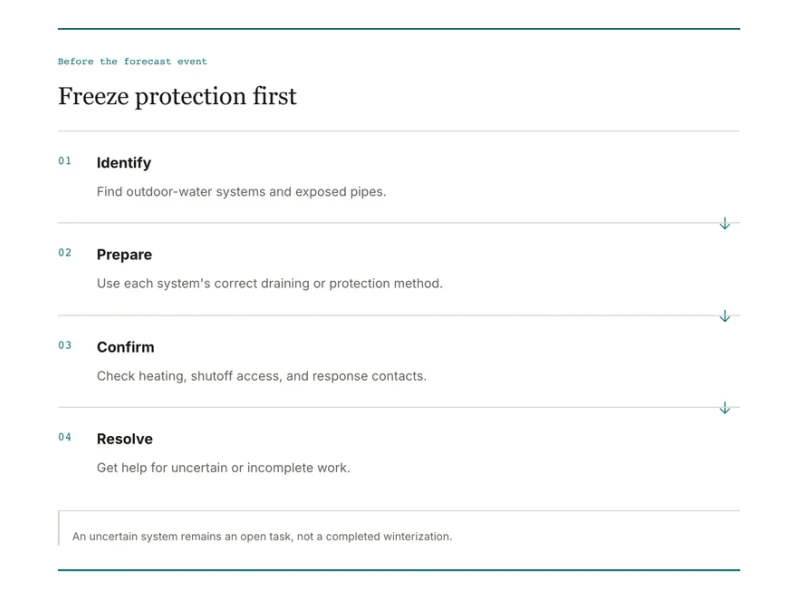 Before the forecast event
Freeze protection first
01 Identify
Find outdoor-water systems and exposed pipes.
02 Prepare
Use each system's correct draining or protection method.
03 Confirm
Check heating, shutoff access, and response contacts.
04 Resolve
Get help for uncertain or incomplete work.
An uncertain system remains an open task, not a completed winterization.